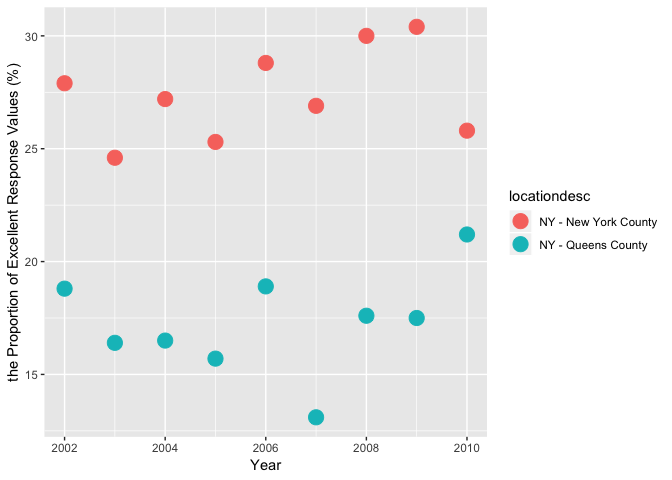 the Proportion of Excellent Response Values (%)
30
25
20
15
2002
2004
2006
2008
2010
Year
locationdesc
NY - New York County
NY - Queens County